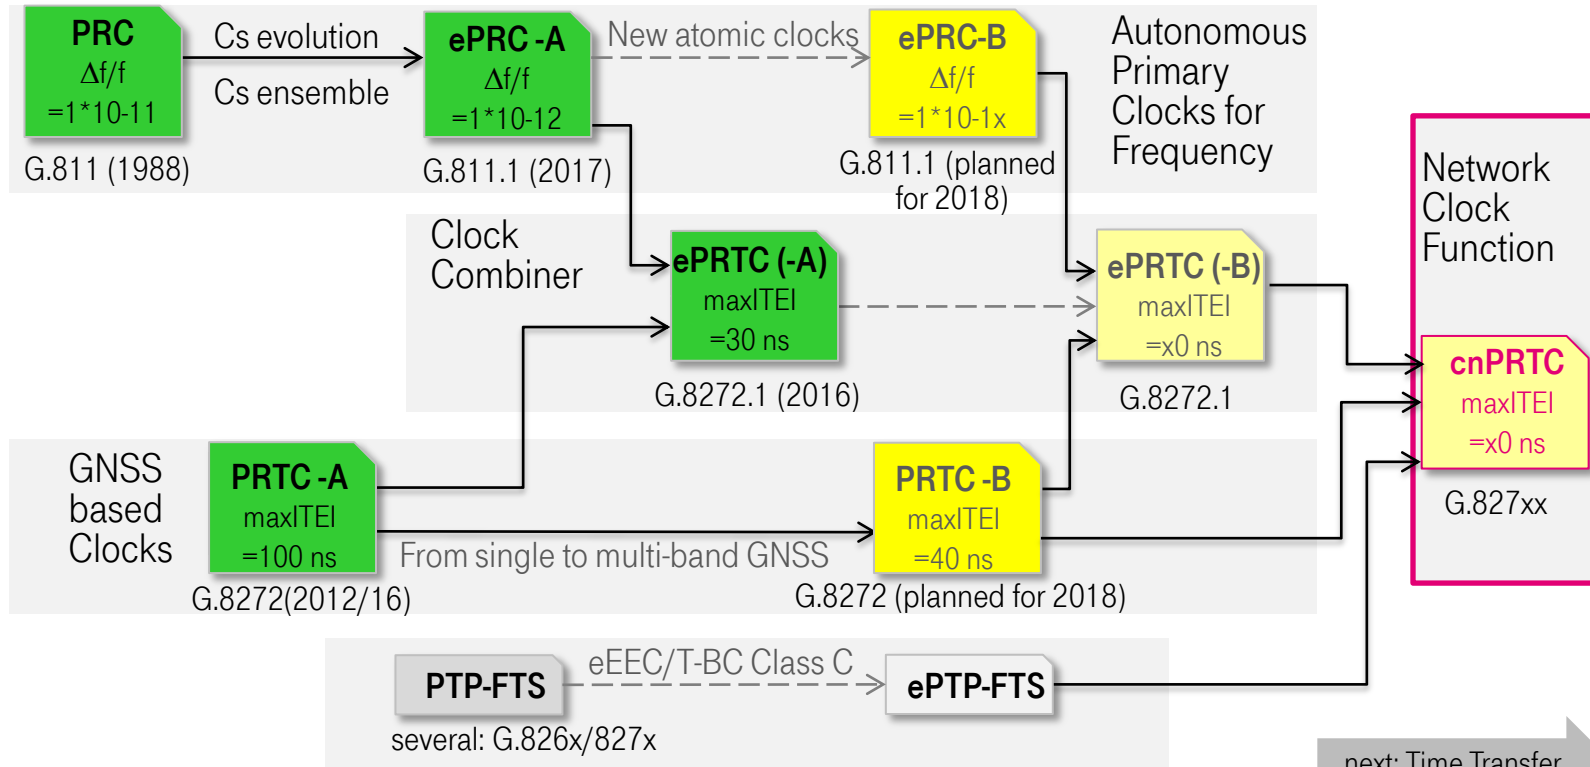 PRC
Δf/f
=1*10-11
G.811 (1988)
Cs evolution
Cs ensemble
ePRC -A
Δf/f
=1*10-12
G.811.1 (2017)
New atomic clocks
ePRC-B
Δf/f
=1*10-1x
G.811.1 (planned
for 2018)
Autonomous
Primary
Clocks for
Frequency
Clock
Combiner
ePRTC (-A)
maxITEI
=30 ns
G.8272.1 (2016)
ePRTC (-B)
maxITEI
=x0 ns
G.8272.1
Network
Clock
Function
cnPRTC
maxITEI
=x0 ns
G.827xx
GNSS
based
Clocks
PRTC -A
maxITEI
=100 ns
G.8272(2012/16)
From single to multi-band GNSS
PRTC -B
maxITEI
=40 ns
G.8272 (planned for 2018)
PTP-FTS
several: G.826x/827x
eEEC/T-BC Class C
ePTP-FTS
next: Time Transfer